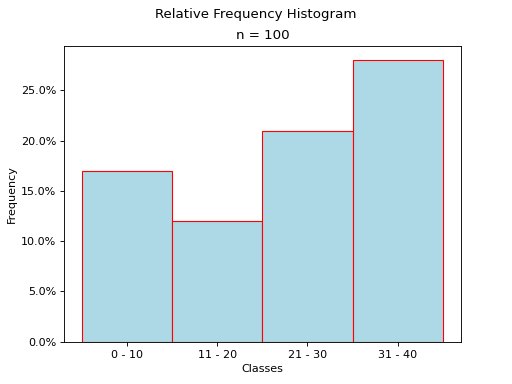 Relative Frequency Histogram
n = 100
25.0%
20.0%
15.0%
10.0%
5.0%
0.0%
Frequency
0 - 10
11 - 20
21 - 30
31 - 40
Classes